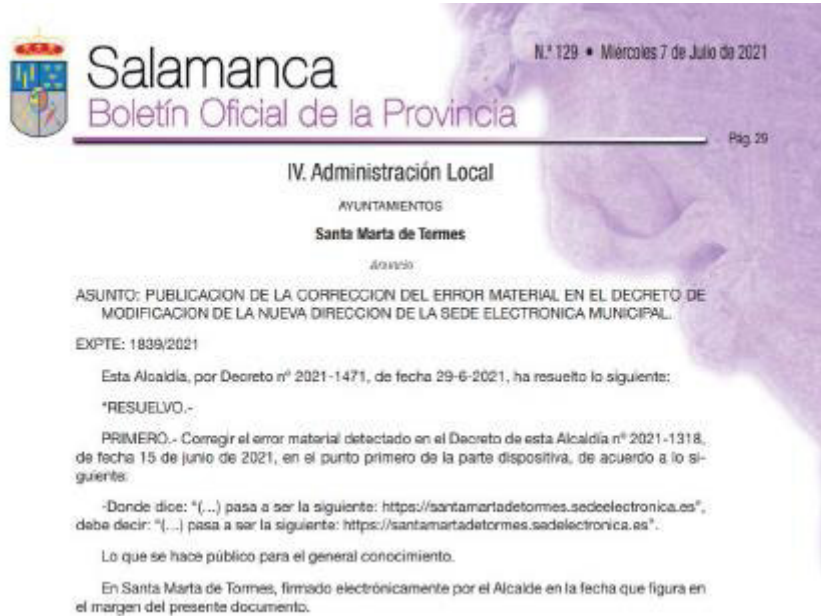 N.º 129 • Miércoles 7 de Julio de 2021
Salamanca
Boletín Oficial de la Provincia
Pág. 29
IV. Administración Local
AYUNTAMIENTOS
Santa Marta de Tormes
Anuncio
ASUNTO: PUBLICACION DE LA CORRECCION DEL ERROR MATERIAL EN EL DECRETO DE
MODIFICACION DE LA NUEVA DIRECCION DE LA SEDE ELECTRONICA MUNICIPAL.
EXPTE: 1839/2021
Esta Alcaldía, por Decreto nº 2021-1471, de fecha 29-6-2021, ha resuelto lo siguiente:
"RESUELVO.-
PRIMERO.- Corregir el error material detectado en el Decreto de esta Alcaldía nº 2021-1318,
de fecha 15 de junio de 2021, en el punto primero de la parte dispositiva, de acuerdo a lo si-
guiente:
-Donde dice: "(...) pasa a ser la siguiente: https://santamartadetormes.sedeelectronica.es",
debe decir: "(...) pasa a ser la siguiente: https://santamartadetormes.sedelectronica.es".
Lo que se hace público para el general conocimiento.
En Santa Marta de Tormes, firmado electrónicamente por el Alcalde en la fecha que figura en
el margen del presente documento.